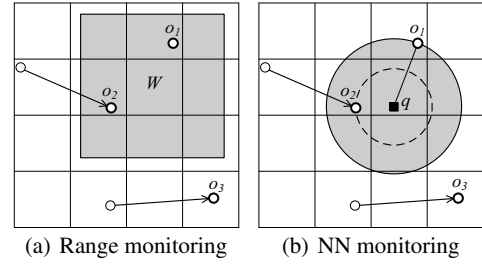 o1
W
o2
o3
(a) Range monitoring
o1
o2
q
o3
(b) NN monitoring